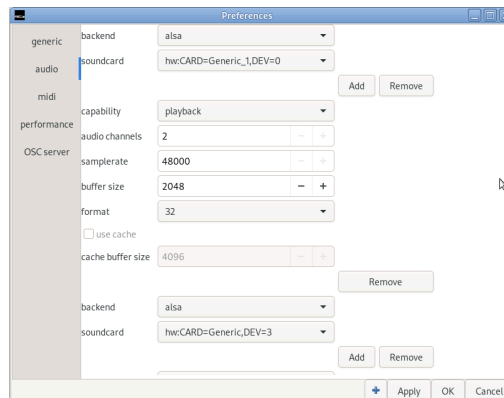 Preferences
generic
audio
midi
performance
OSC server
backend alsa
soundcard hw:CARD=Generic_1,DEV=0
Add Remove
capability playback
audio channels 2 − +
samplerate 48000 − +
buffer size 2048 − +
format 32
use cache
cache buffer size 4096 − +
Remove
backend alsa
soundcard hw:CARD=Generic,DEV=3
Add Remove
+ Apply OK Cancel